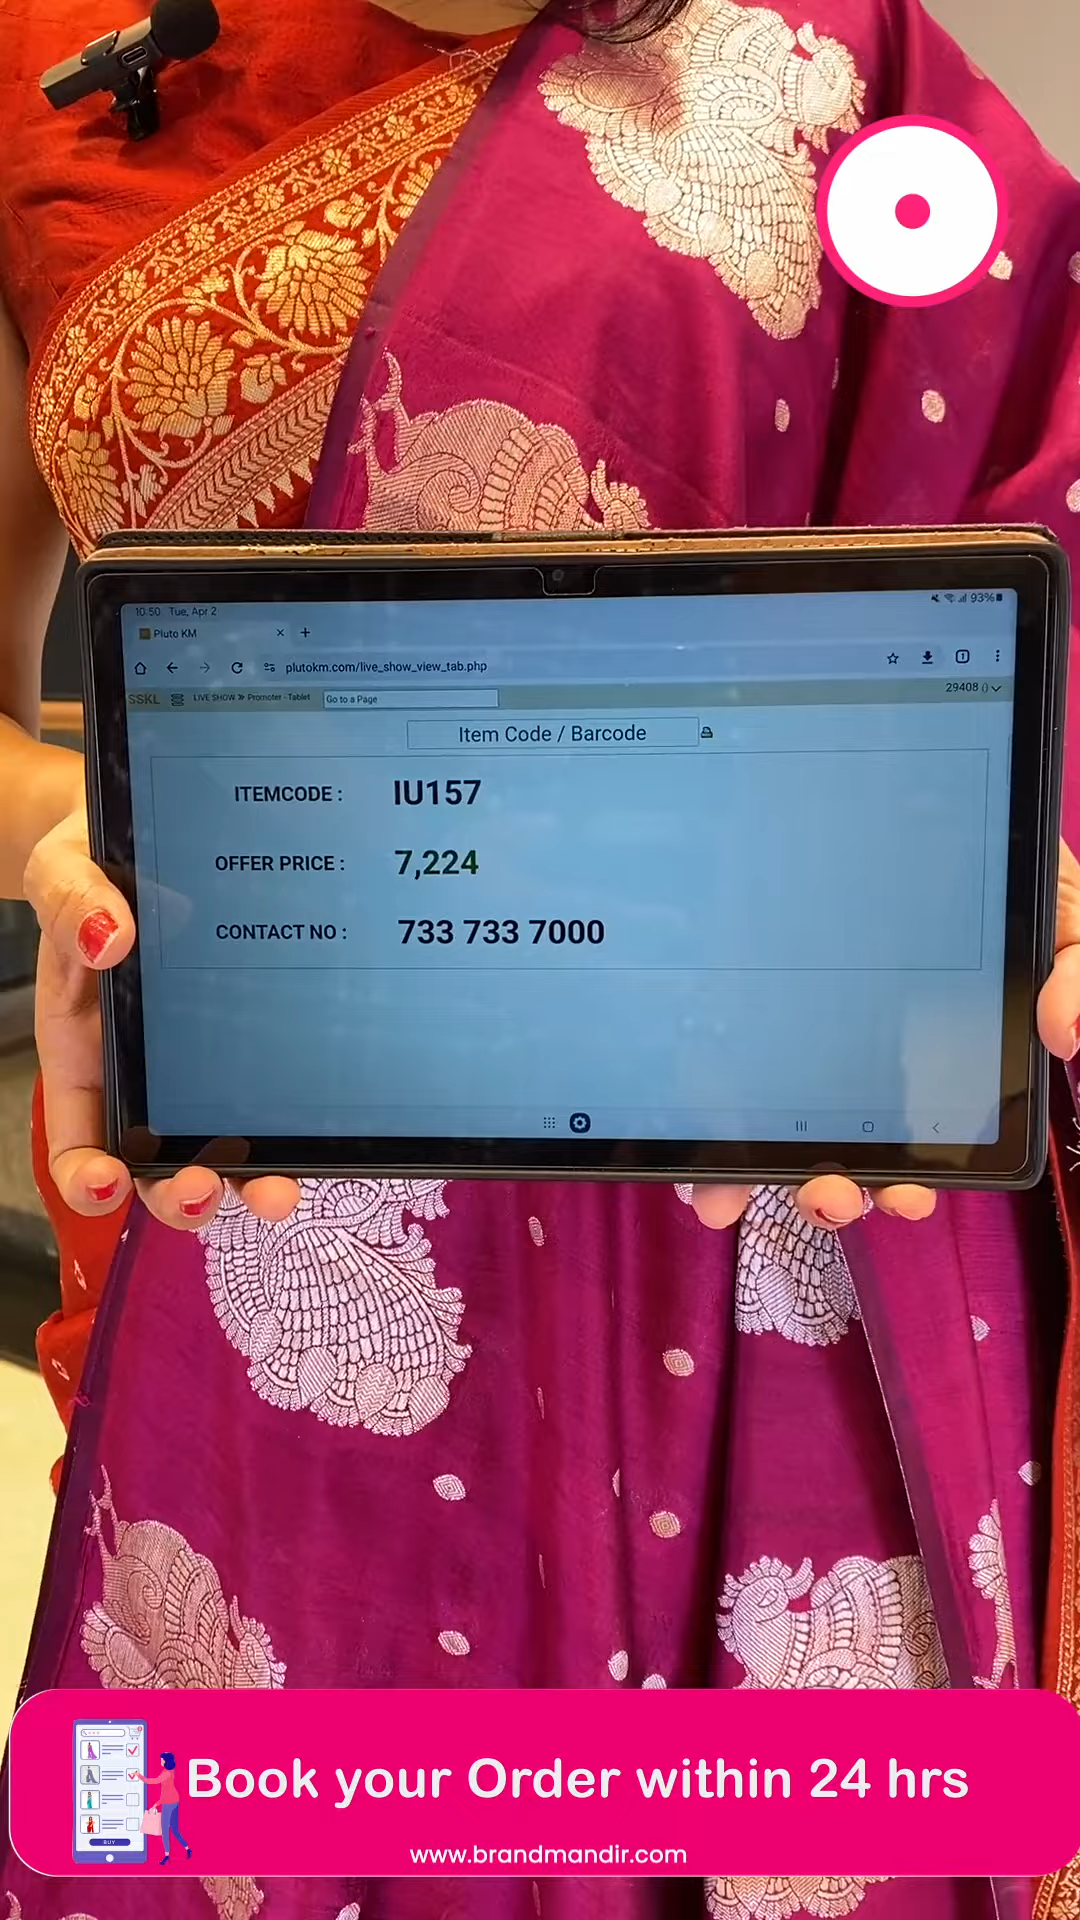 10:50 Tue, Apr 2
93%
Pluto KM
plutokm.com/live_show_view_tab.php
SSKL
LIVE SHOW » Promoter - Tablet
Go to a Page
29408 ()
Item Code / Barcode
ITEMCODE : IU157
OFFER PRICE : 7,224
CONTACT NO : 733 733 7000
BUY
Book your Order within 24 hrs
www.brandmandir.com